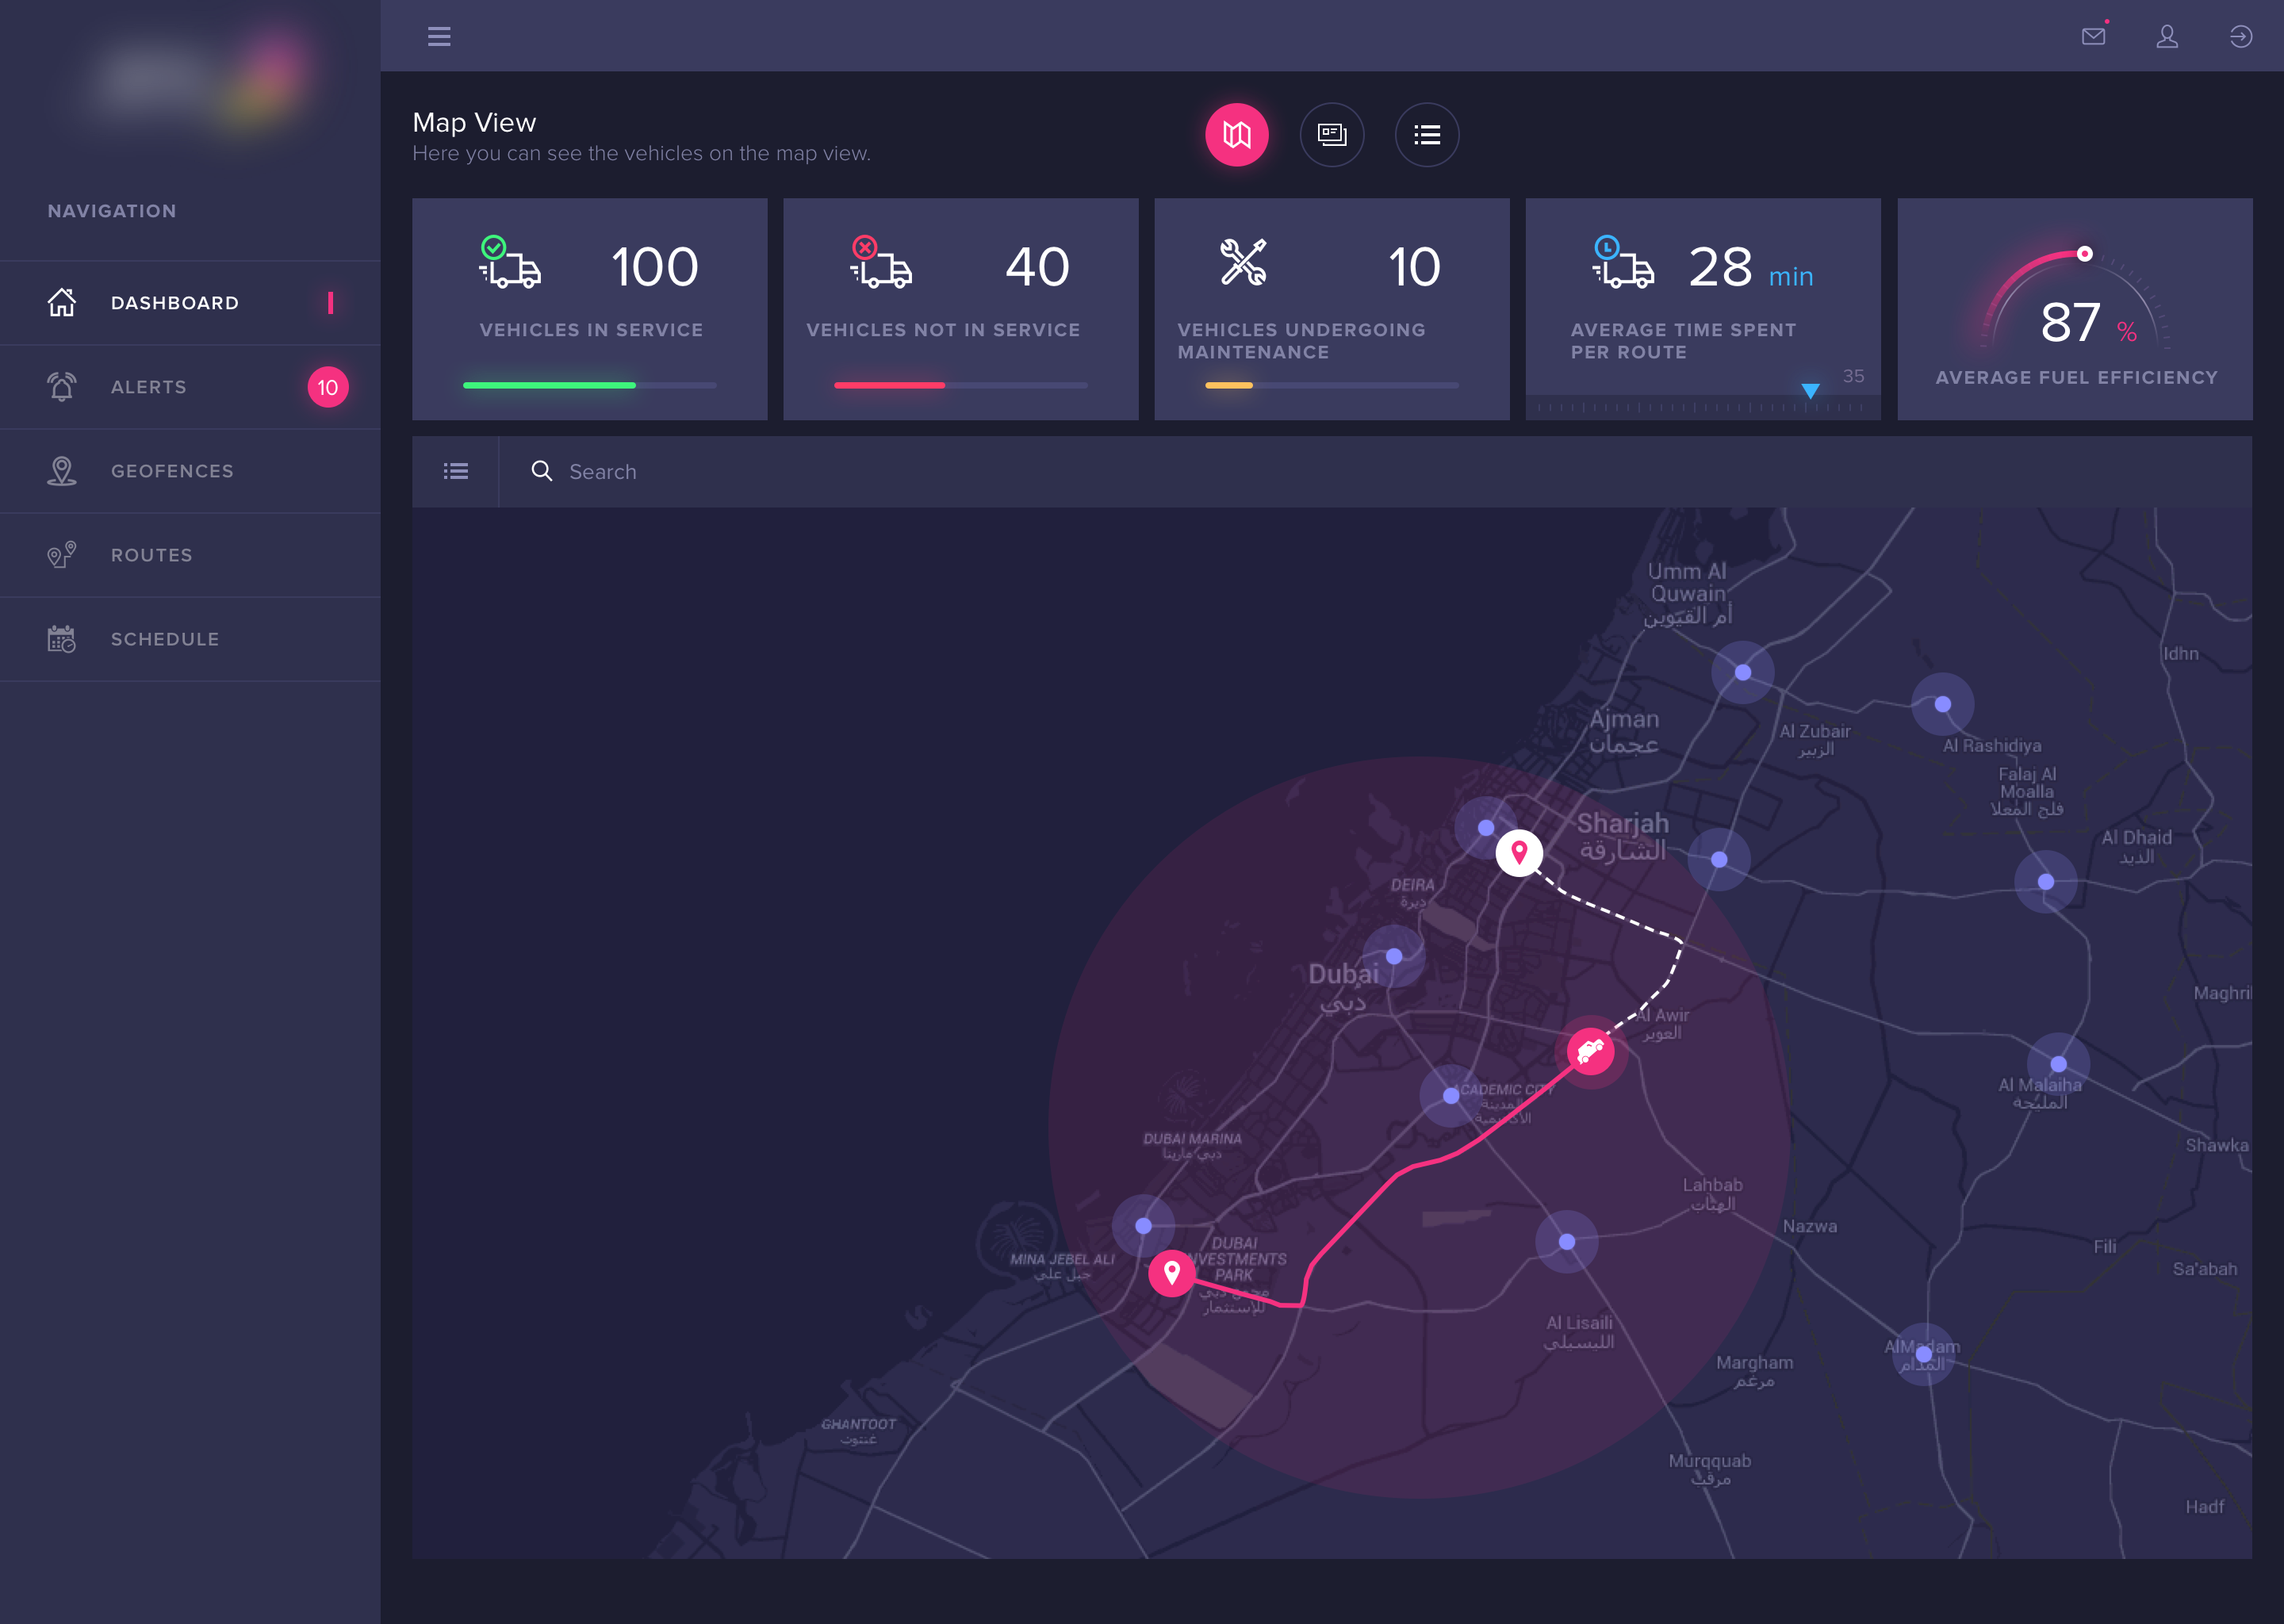 NAVIGATION
DASHBOARD
ALERTS
10
GEOFENCES
ROUTES
SCHEDULE
Map View
Here you can see the vehicles on the map view.
100
VEHICLES IN SERVICE
40
VEHICLES NOT IN SERVICE
10
VEHICLES UNDERGOING
MAINTENANCE
28 min
AVERAGE TIME SPENT
PER ROUTE
35
87 %
AVERAGE FUEL EFFICIENCY
Search
Umm Al
Quwain
أم القيوين
Idhn
Ajman
عجمان
Al Zubair
الزبير
Al Rashidiya
Falaj Al
Moalla
فلج المعلا
Sharjah
الشارقة
Al Dhaid
الذيد
DEIRA
ديرة
Dubai
دبي
Maghri
Al Awir
العوير
ACADEMIC CITY
المدينة
الأكاديمية
Al Malaiha
المليحة
DUBAI MARINA
دبي مارينا
Shawka
Lahbab
Nazwa
DUBAI
INVESTMENTS
PARK
مجمع دبي
للإستثمار
MINA JEBEL ALI
جبل علي
Fili
Sa'abah
Al Lisaili
الليسيلي
AlMadam
المدام
Margham
مرغم
GHANTOOT
غنتوت
Murqquab
مرقب
Hadf